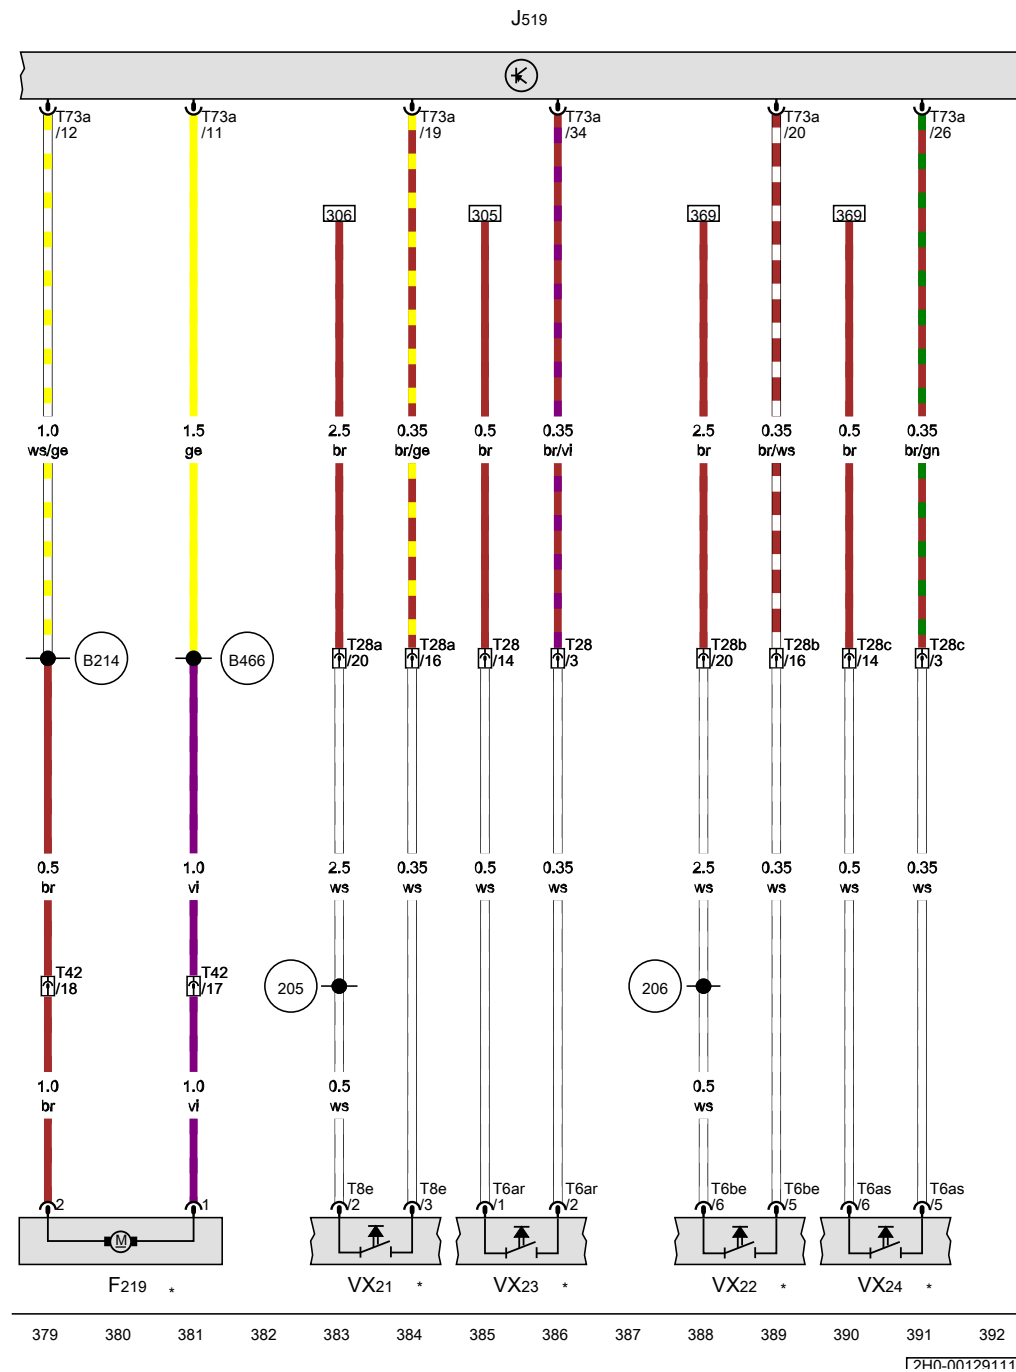 J519
T73a /12
T73a /11
T73a /19
T73a /34
T73a /20
T73a /26
306
305
369
369
1.0 1.5 2.5 0.35 0.5 0.35 2.5 0.35 0.5 0.35
ws/ge ge br br/ge br br/vi br br/ws br br/gn
B214
B466
T28a /20
T28a /16
T28 /14
T28 /3
T28b /20
T28b /16
T28c /14
T28c /3
0.5 1.0 2.5 0.35 0.5 0.35 2.5 0.35 0.5 0.35
br vi ws ws ws ws ws ws ws ws
T42 /18
T42 /17
205
206
1.0 1.0 0.5 0.5
br vi ws ws
2
1
T8e /2
T8e /3
T6ar /1
T6ar /2
T6be /6
T6be /5
T6as /6
T6as /5
M
F219 *
VX21 *
VX23 *
VX22 *
VX24 *
379 380 381 382 383 384 385 386 387 388 389 390 391 392
2H0-00129111